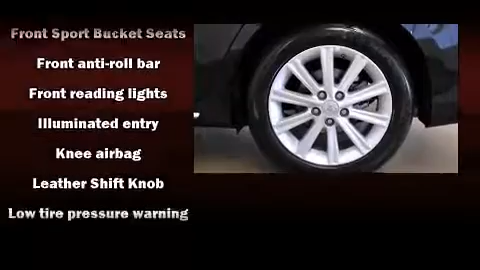 Front Sport Bucket Seats
Front anti-roll bar
Front reading lights
Illuminated entry
Knee airbag
Leather Shift Knob
Low tire pressure warning